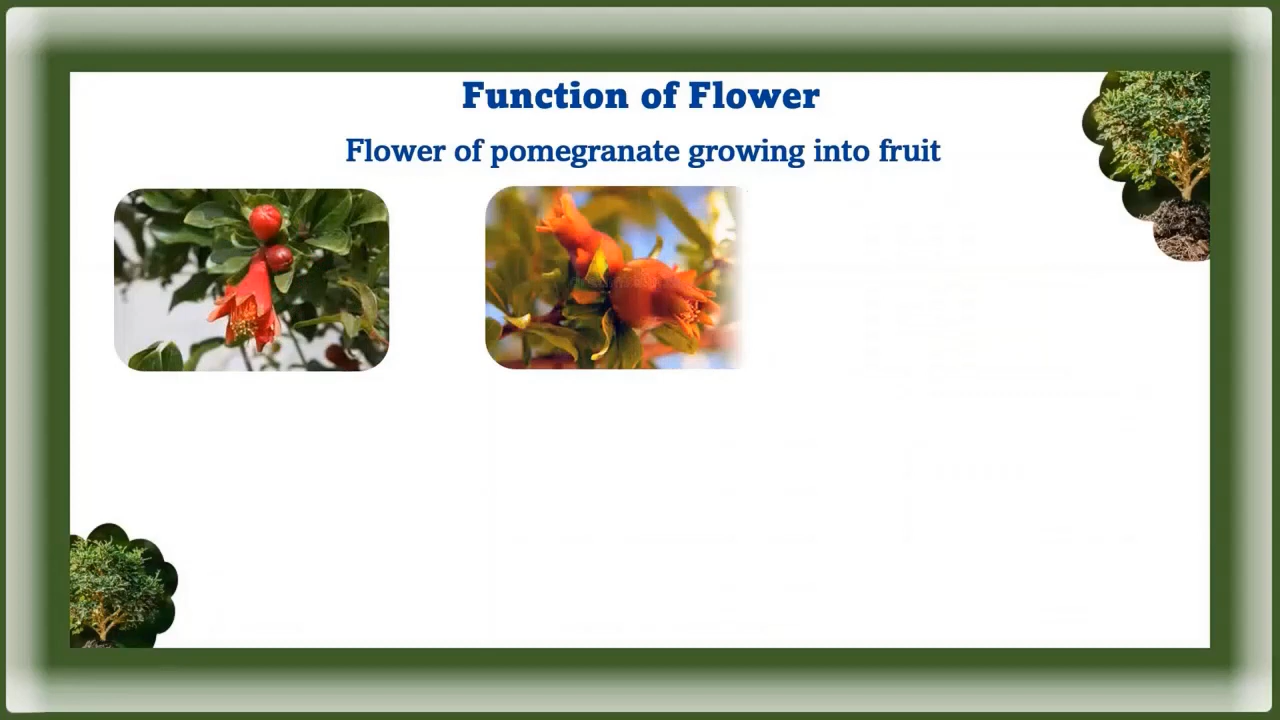 Function of Flower
Flower of pomegranate growing into fruit